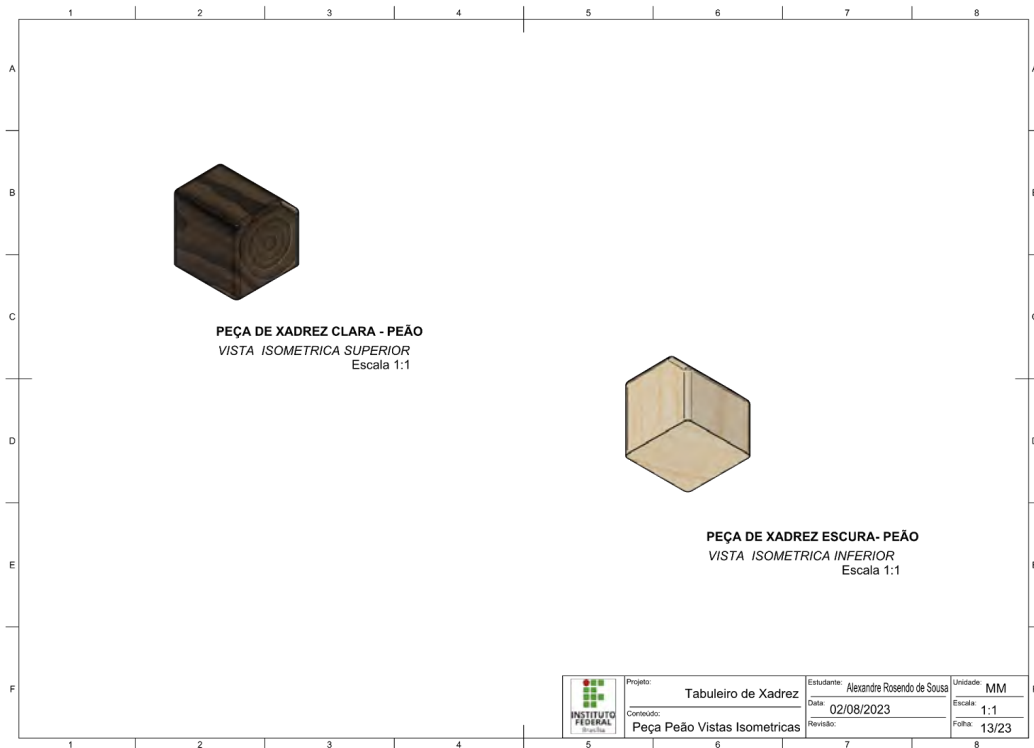 1 2 3 4 5 6 7 8
A
B
C
D
E
F
PEÇA DE XADREZ CLARA - PEÃO
VISTA ISOMETRICA SUPERIOR
Escala 1:1
PEÇA DE XADREZ ESCURA- PEÃO
VISTA ISOMETRICA INFERIOR
Escala 1:1
INSTITUTO
FEDERAL
Brasília
Projeto:
Tabuleiro de Xadrez
Conteúdo:
Peça Peão Vistas Isometricas
Estudante: Alexandre Rosendo de Sousa
Data: 02/08/2023
Revisão:
Unidade: MM
Escala: 1:1
Folha: 13/23
1 2 3 4 5 6 7 8